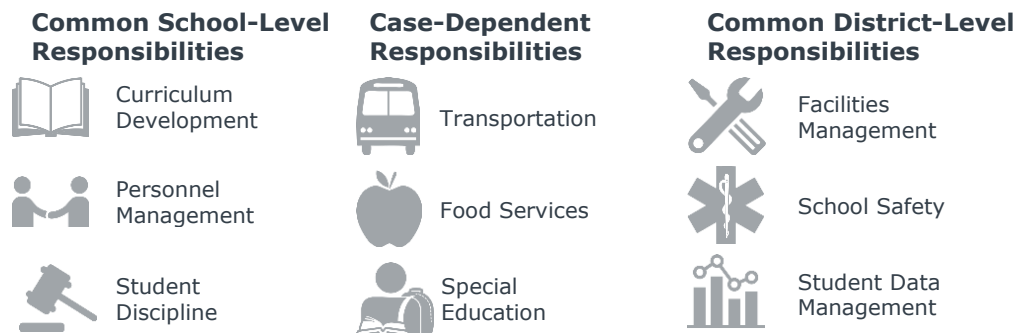 Common School-Level
Responsibilities
Curriculum
Development
Personnel
Management
Student
Discipline
Case-Dependent
Responsibilities
Transportation
Food Services
Special
Education
Common District-Level
Responsibilities
Facilities
Management
School Safety
Student Data
Management